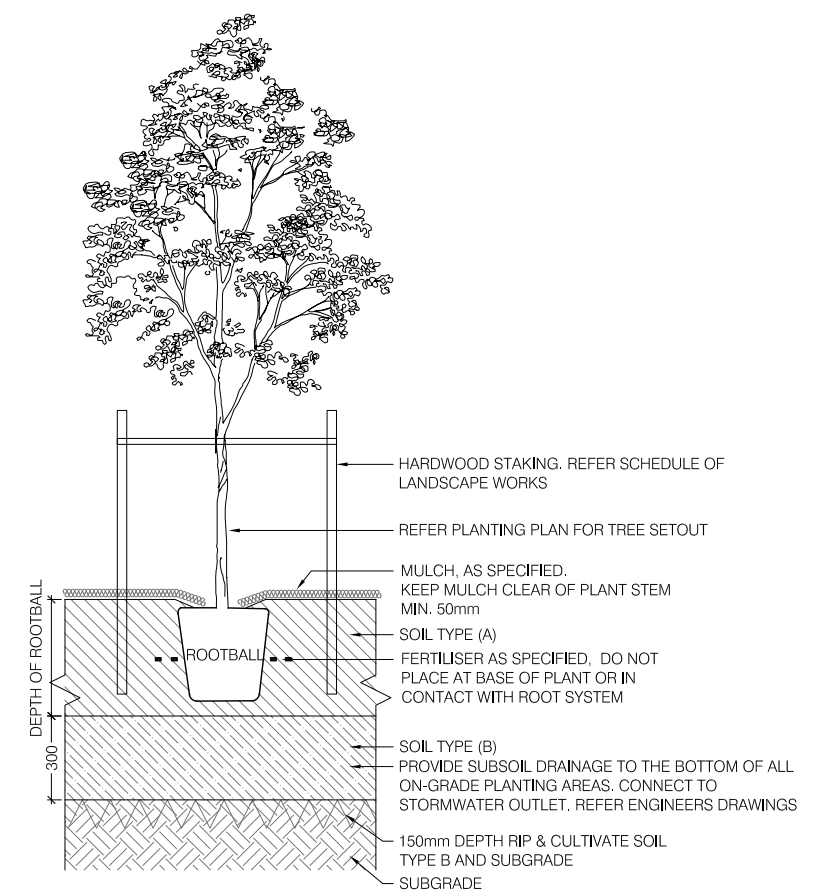 HARDWOOD STAKING. REFER SCHEDULE OF
LANDSCAPE WORKS
REFER PLANTING PLAN FOR TREE SETOUT
MULCH, AS SPECIFIED.
KEEP MULCH CLEAR OF PLANT STEM
MIN. 50mm
SOIL TYPE (A)
ROOTBALL
FERTILISER AS SPECIFIED, DO NOT
PLACE AT BASE OF PLANT OR IN
CONTACT WITH ROOT SYSTEM
DEPTH OF ROOTBALL
300
SOIL TYPE (B)
PROVIDE SUBSOIL DRAINAGE TO THE BOTTOM OF ALL
ON-GRADE PLANTING AREAS. CONNECT TO
STORMWATER OUTLET. REFER ENGINEERS DRAWINGS
150mm DEPTH RIP & CULTIVATE SOIL
TYPE B AND SUBGRADE
SUBGRADE